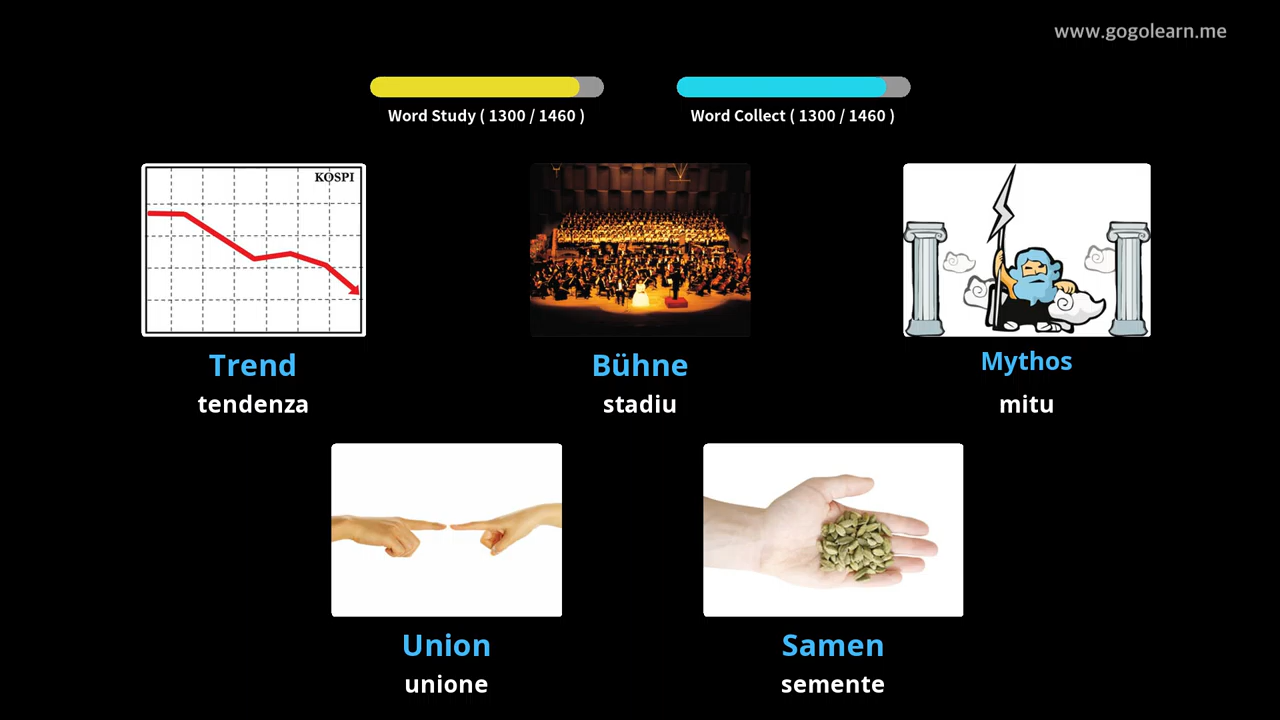 www.gogolearn.me
Word Study ( 1300 / 1460 )
Word Collect ( 1300 / 1460 )
KOSPI
Trend
tendenza
Bühne
stadiu
Mythos
mitu
Union
unione
Samen
semente